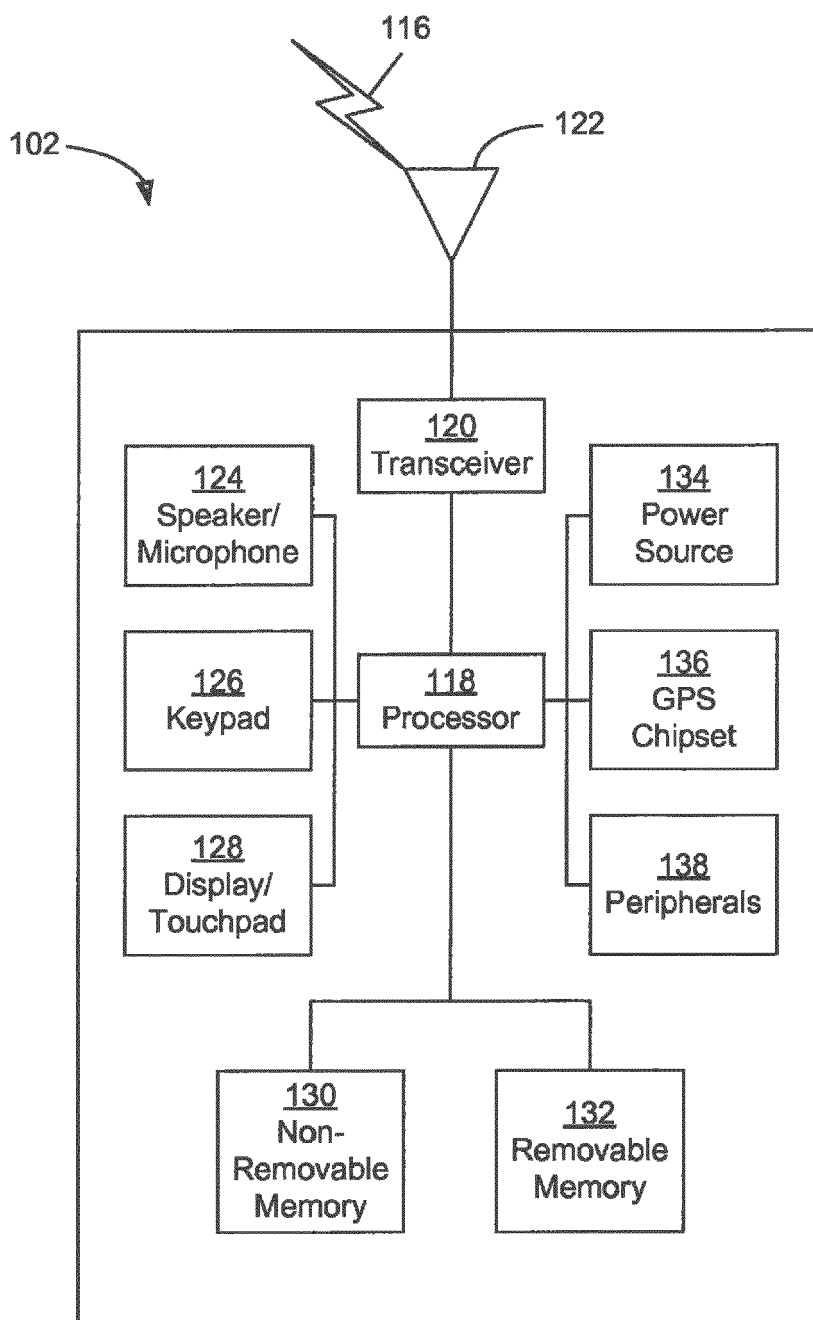 116
122
102
120
Transceiver
124
Speaker/
Microphone
134
Power
Source
126
Keypad
118
Processor
136
GPS
Chipset
128
Display/
Touchpad
138
Peripherals
130
Non-
Removable
Memory
132
Removable
Memory